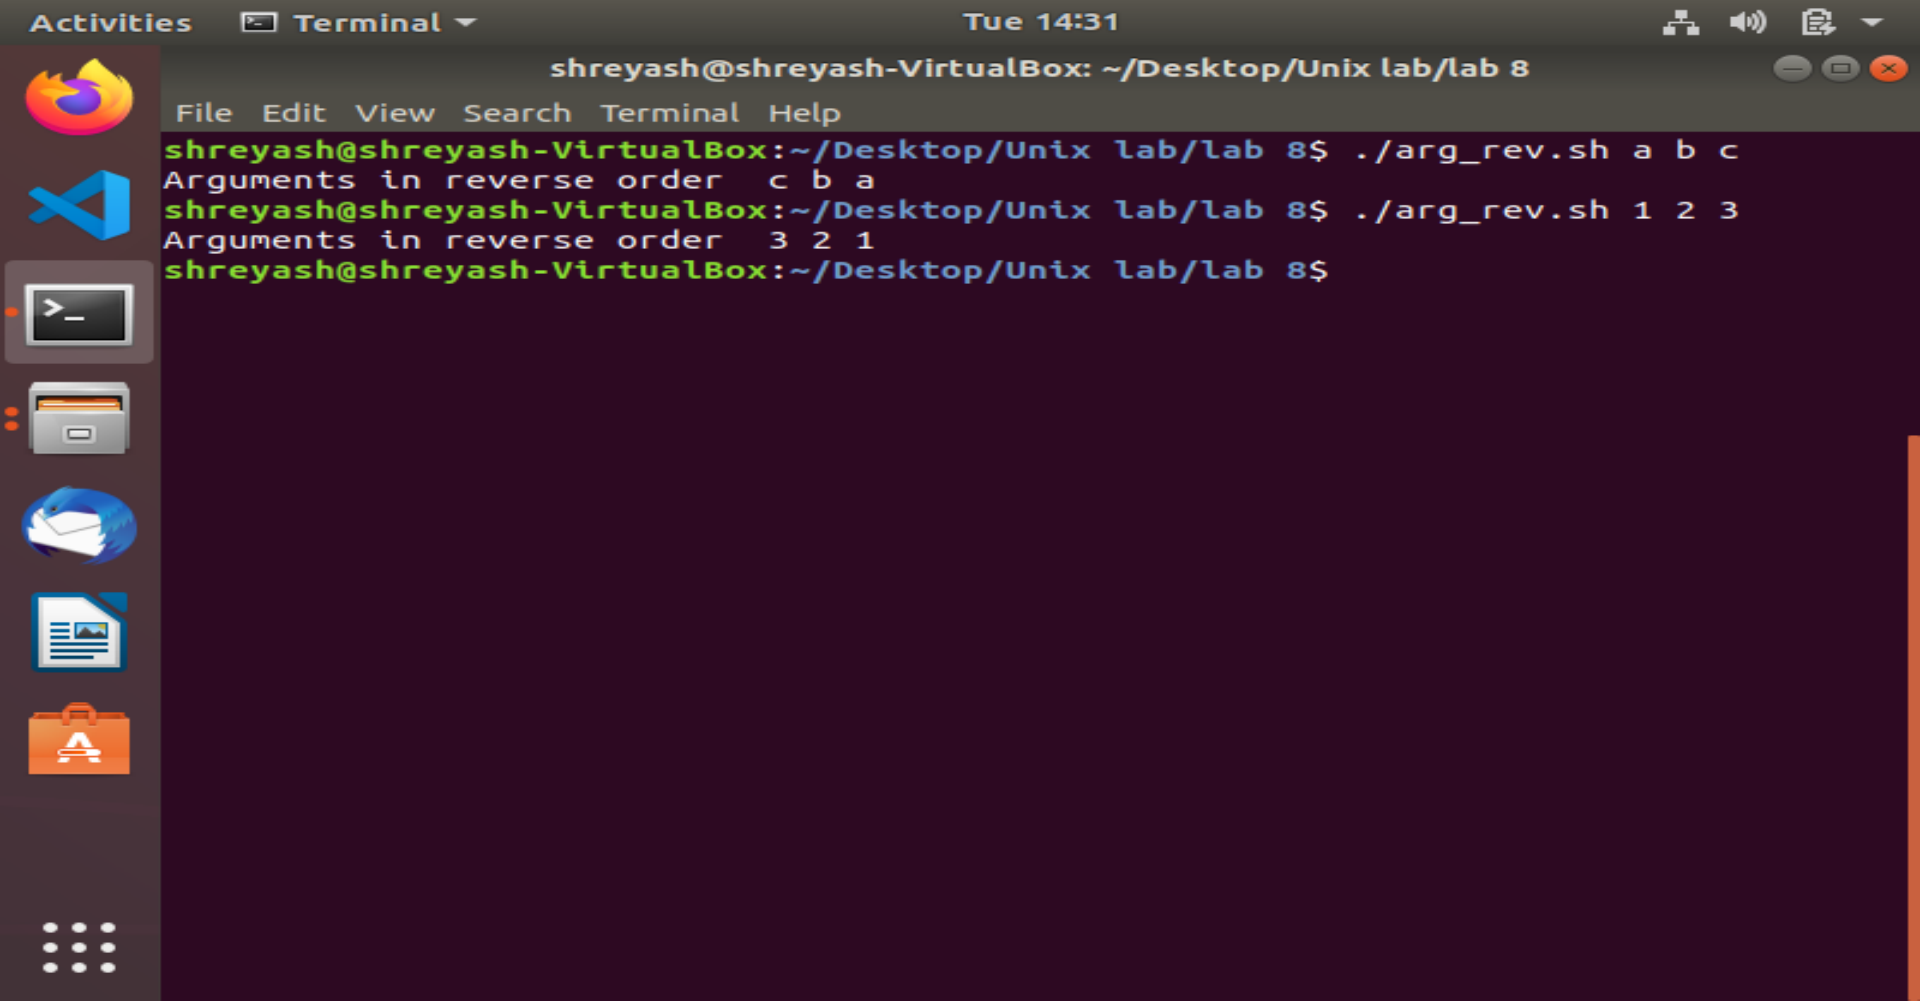 Activities Terminal Tue 14:31
shreyash@shreyash-VirtualBox: ~/Desktop/Unix lab/lab 8
File Edit View Search Terminal Help
shreyash@shreyash-VirtualBox:~/Desktop/Unix lab/lab 8$ ./arg_rev.sh a b c
Arguments in reverse order  c b a
shreyash@shreyash-VirtualBox:~/Desktop/Unix lab/lab 8$ ./arg_rev.sh 1 2 3
Arguments in reverse order  3 2 1
shreyash@shreyash-VirtualBox:~/Desktop/Unix lab/lab 8$